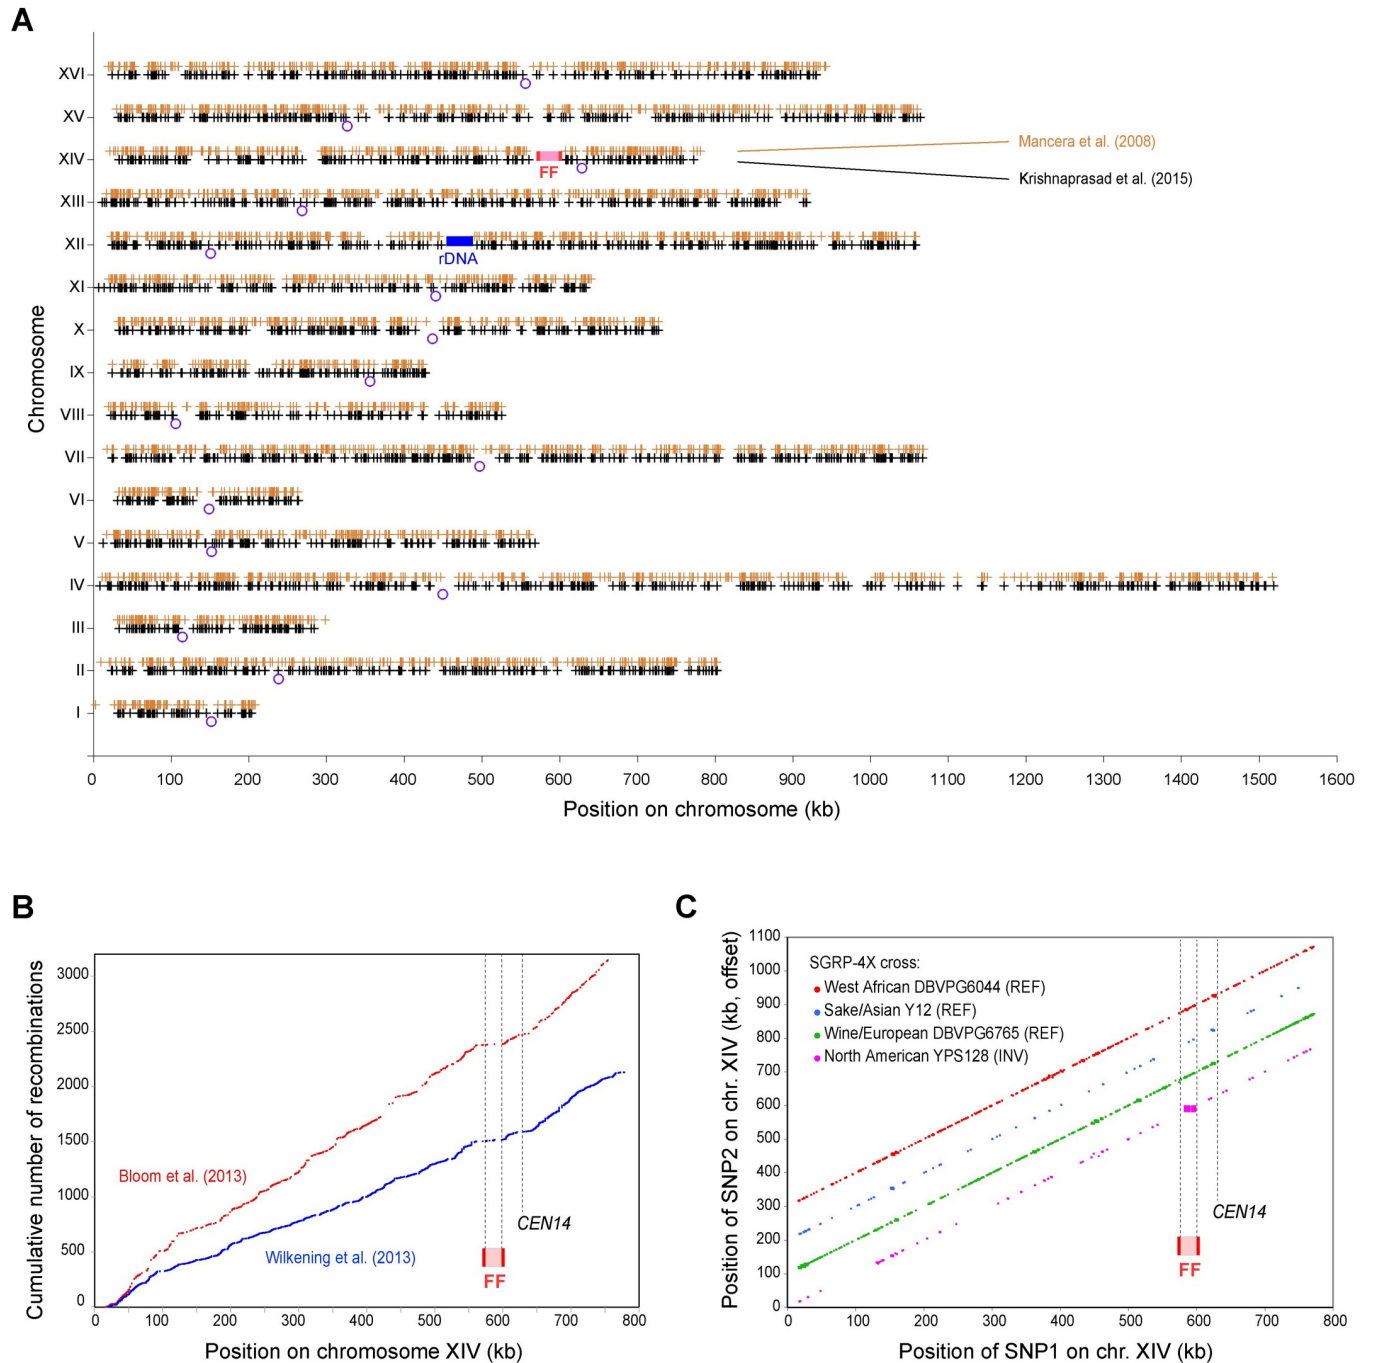 A
XVI
XV
XIV
XIII
XII
XI
X
IX
VIII
VII
VI
V
IV
III
II
I
Chromosome
FF
rDNA
Mancera et al. (2008)
Krishnaprasad et al. (2015)
0 100 200 300 400 500 600 700 800 900 1000 1100 1200 1300 1400 1500 1600
Position on chromosome (kb)
B
Cumulative number of recombinations
3000
2500
2000
1500
1000
500
0
Bloom et al. (2013)
Wilkening et al. (2013)
CEN14
FF
0 100 200 300 400 500 600 700 800
Position on chromosome XIV (kb)
C
Position of SNP2 on chr. XIV (kb, offset)
1100
1000
900
800
700
600
500
400
300
200
100
0
SGRP-4X cross:
West African DBVPG6044 (REF)
Sake/Asian Y12 (REF)
Wine/European DBVPG6765 (REF)
North American YPS128 (INV)
CEN14
FF
0 100 200 300 400 500 600 700 800
Position of SNP1 on chr. XIV (kb)